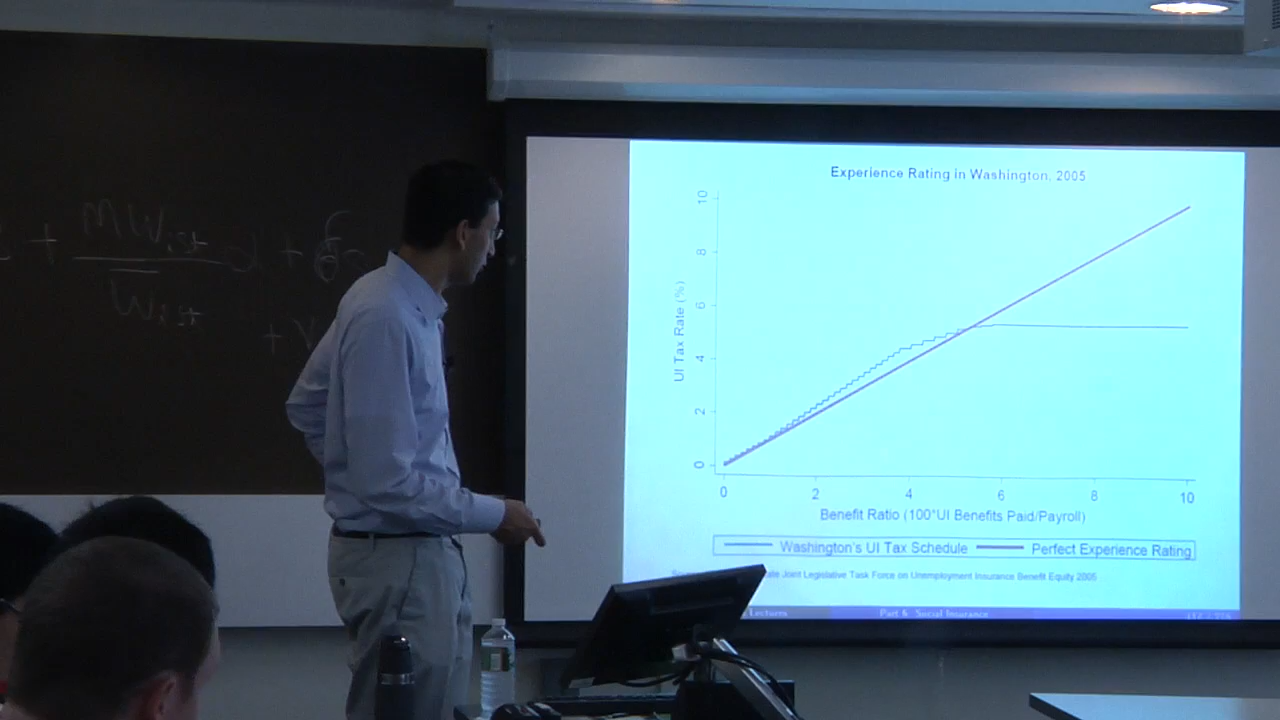 Experience Rating in Washington, 2005
UI Tax Rate (%)
10
8
6
4
2
0
0 2 4 6 8 10
Benefit Ratio (100*UI Benefits Paid/Payroll)
Washington's UI Tax Schedule Perfect Experience Rating
Joint Legislative Task Force on Unemployment Insurance Benefit Equity 2005
Lectures Part 6: Social Insurance